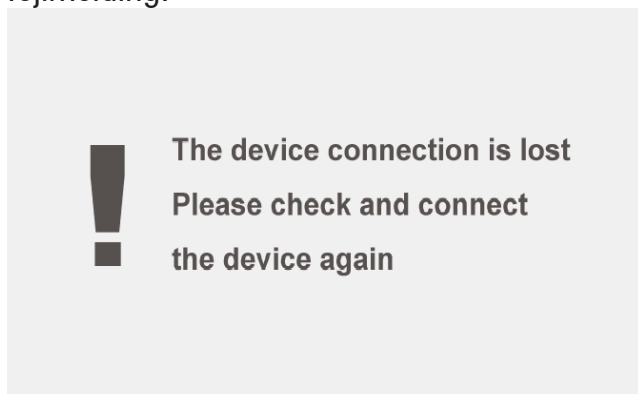 The device connection is lost
Please check and connect
the device again